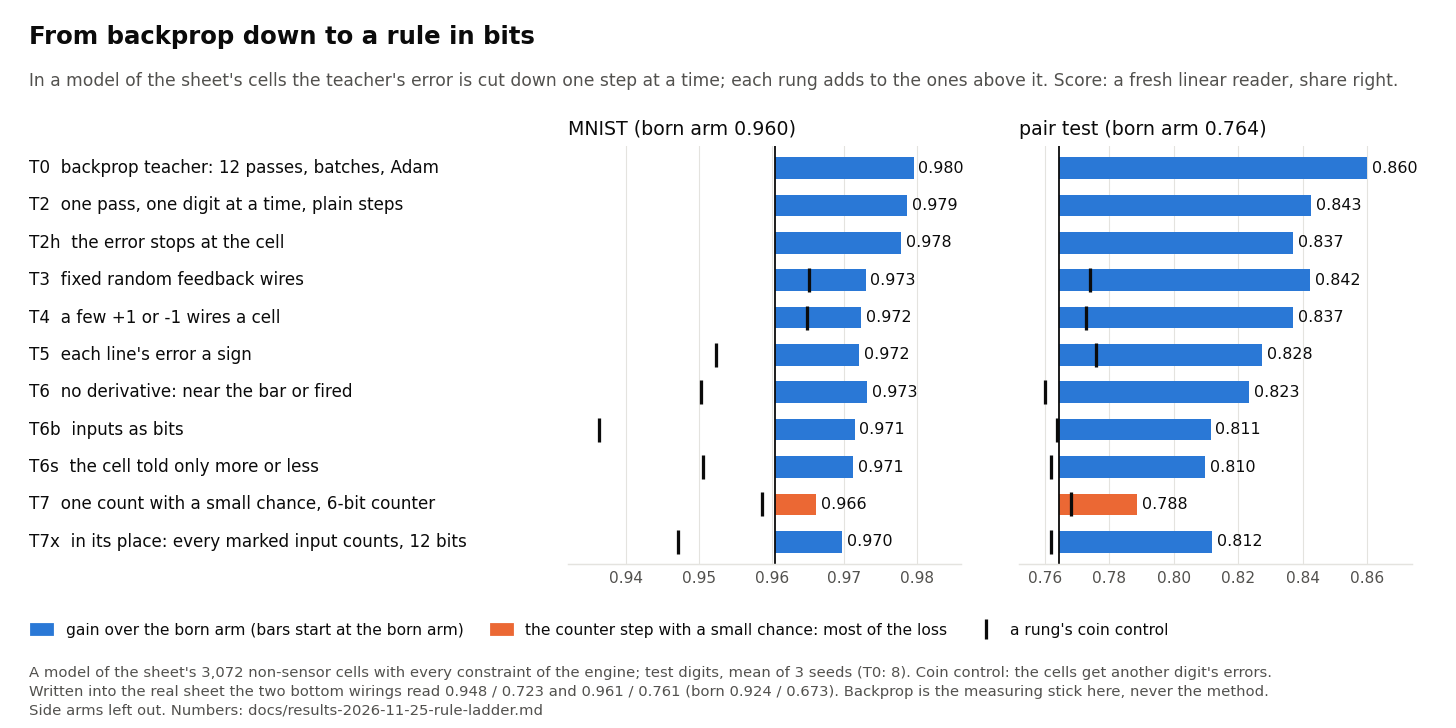 From backprop down to a rule in bits
In a model of the sheet's cells the teacher's error is cut down one step at a time; each rung adds to the ones above it. Score: a fresh linear reader, share right.
MNIST (born arm 0.960)
pair test (born arm 0.764)
T0 backprop teacher: 12 passes, batches, Adam 0.980 0.860
T2 one pass, one digit at a time, plain steps 0.979 0.843
T2h the error stops at the cell 0.978 0.837
T3 fixed random feedback wires 0.973 0.842
T4 a few +1 or -1 wires a cell 0.972 0.837
T5 each line's error a sign 0.972 0.828
T6 no derivative: near the bar or fired 0.973 0.823
T6b inputs as bits 0.971 0.811
T6s the cell told only more or less 0.971 0.810
T7 one count with a small chance, 6-bit counter 0.966 0.788
T7x in its place: every marked input counts, 12 bits 0.970 0.812
0.94 0.95 0.96 0.97 0.98 0.76 0.78 0.80 0.82 0.84 0.86
gain over the born arm (bars start at the born arm) the counter step with a small chance: most of the loss a rung's coin control
A model of the sheet's 3,072 non-sensor cells with every constraint of the engine; test digits, mean of 3 seeds (T0: 8). Coin control: the cells get another digit's errors.
Written into the real sheet the two bottom wirings read 0.948 / 0.723 and 0.961 / 0.761 (born 0.924 / 0.673). Backprop is the measuring stick here, never the method.
Side arms left out. Numbers: docs/results-2026-11-25-rule-ladder.md